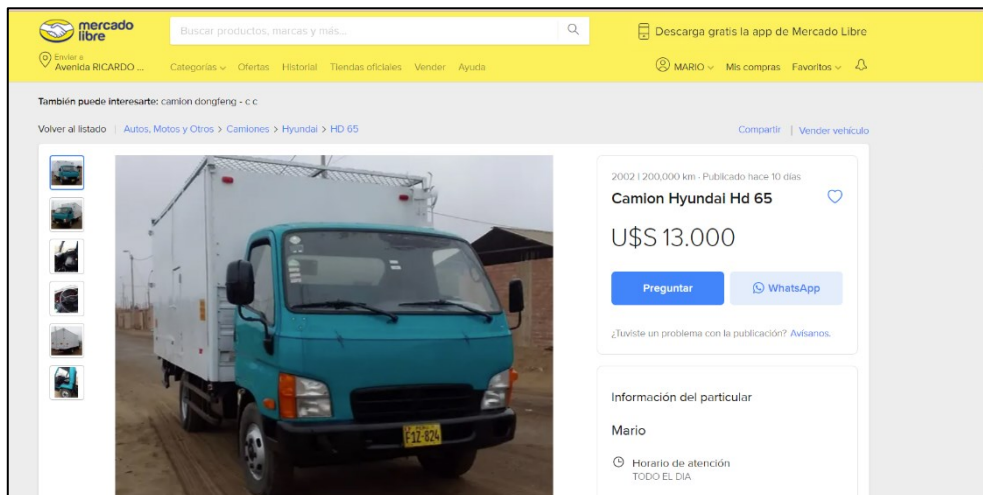 mercado
libre
Buscar productos, marcas y más...
Descarga gratis la app de Mercado Libre
Enviar a
Avenida RICARDO ...
Categorías Ofertas Historial Tiendas oficiales Vender Ayuda
MARIO Mis compras Favoritos
También puede interesarte: camion dongfeng - c c
Volver al listado | Autos, Motos y Otros > Camiones > Hyundai > HD 65
Compartir | Vender vehículo
2002 | 200,000 km - Publicado hace 10 días
Camion Hyundai Hd 65
U$S 13.000
Preguntar
WhatsApp
¿Tuviste un problema con la publicación? Avísanos.
Información del particular
Mario
Horario de atención
TODO EL DIA
F1Z-824